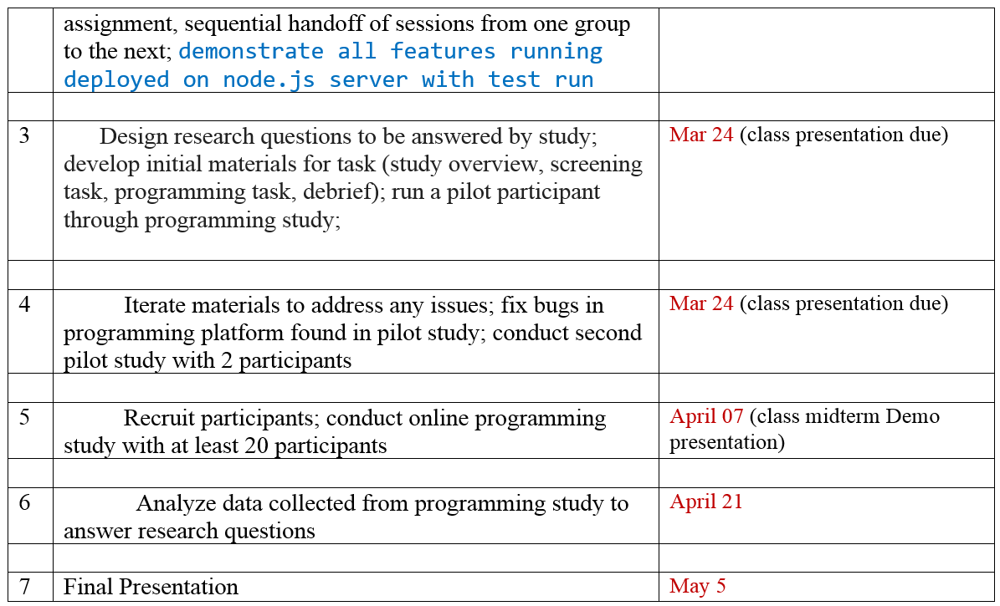 assignment, sequential handoff of sessions from one group
to the next; demonstrate all features running
deployed on node.js server with test run
3
Design research questions to be answered by study;
develop initial materials for task (study overview, screening
task, programming task, debrief); run a pilot participant
through programming study;
Mar 24 (class presentation due)
4
Iterate materials to address any issues; fix bugs in
programming platform found in pilot study; conduct second
pilot study with 2 participants
Mar 24 (class presentation due)
5
Recruit participants; conduct online programming
study with at least 20 participants
April 07 (class midterm Demo
presentation)
6
Analyze data collected from programming study to
answer research questions
April 21
7
Final Presentation
May 5